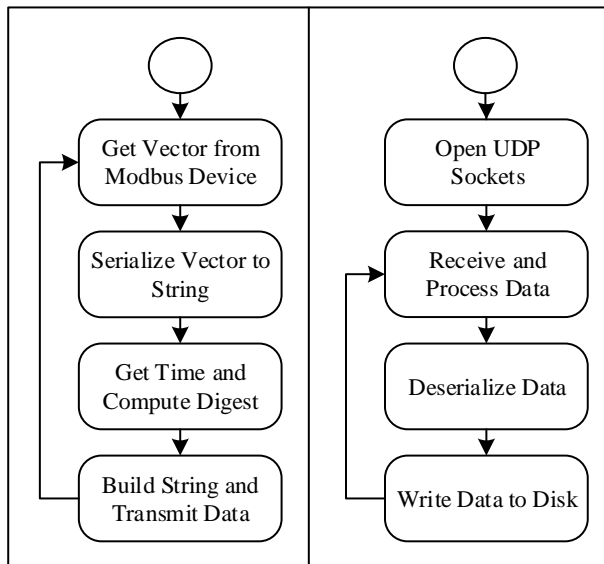 Get Vector from
Modbus Device
Serialize Vector to
String
Get Time and
Compute Digest
Build String and
Transmit Data
Open UDP
Sockets
Receive and
Process Data
Deserialize Data
Write Data to Disk